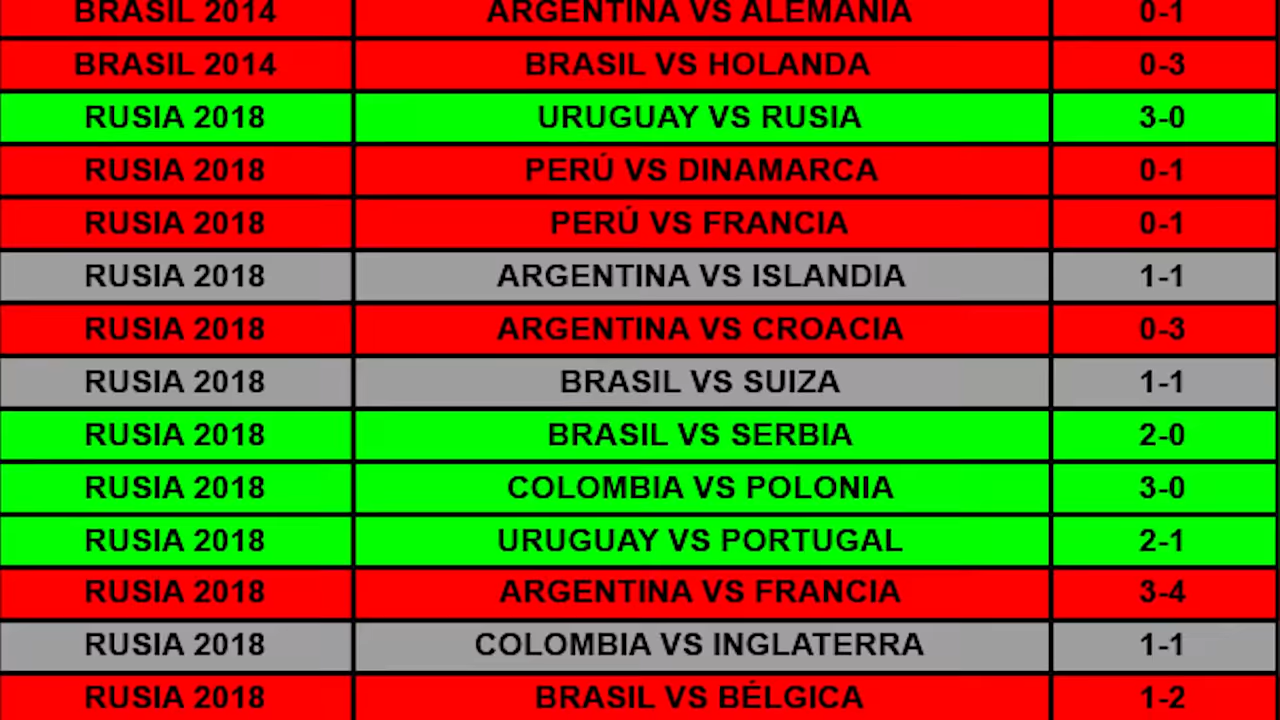 BRASIL 2014 ARGENTINA VS ALEMANIA 0-1
BRASIL 2014 BRASIL VS HOLANDA 0-3
RUSIA 2018 URUGUAY VS RUSIA 3-0
RUSIA 2018 PERÚ VS DINAMARCA 0-1
RUSIA 2018 PERÚ VS FRANCIA 0-1
RUSIA 2018 ARGENTINA VS ISLANDIA 1-1
RUSIA 2018 ARGENTINA VS CROACIA 0-3
RUSIA 2018 BRASIL VS SUIZA 1-1
RUSIA 2018 BRASIL VS SERBIA 2-0
RUSIA 2018 COLOMBIA VS POLONIA 3-0
RUSIA 2018 URUGUAY VS PORTUGAL 2-1
RUSIA 2018 ARGENTINA VS FRANCIA 3-4
RUSIA 2018 COLOMBIA VS INGLATERRA 1-1
RUSIA 2018 BRASIL VS BÉLGICA 1-2